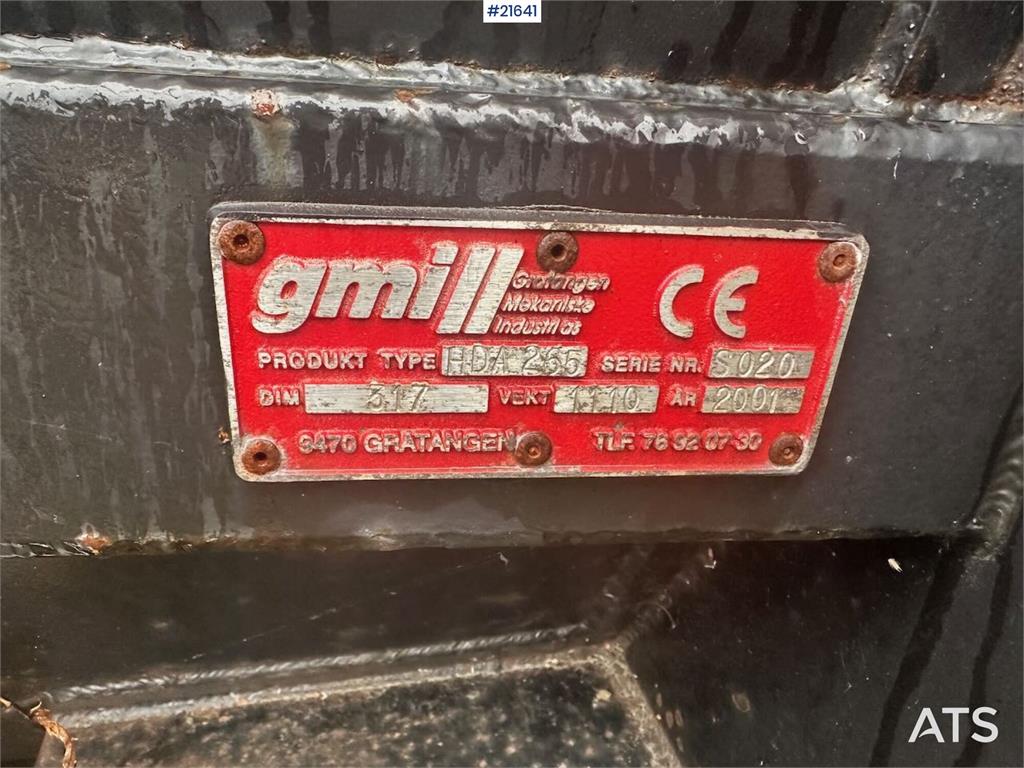 #21641
gmill
Gratangen
Mekaniske
Industri as
CE
PRODUKT TYPE HDA 265 SERIE NR. S020
DIM 317 VEKT 1110 ÅR 2001
9470 GRATANGEN TLF. 76 92 07 30
ATS